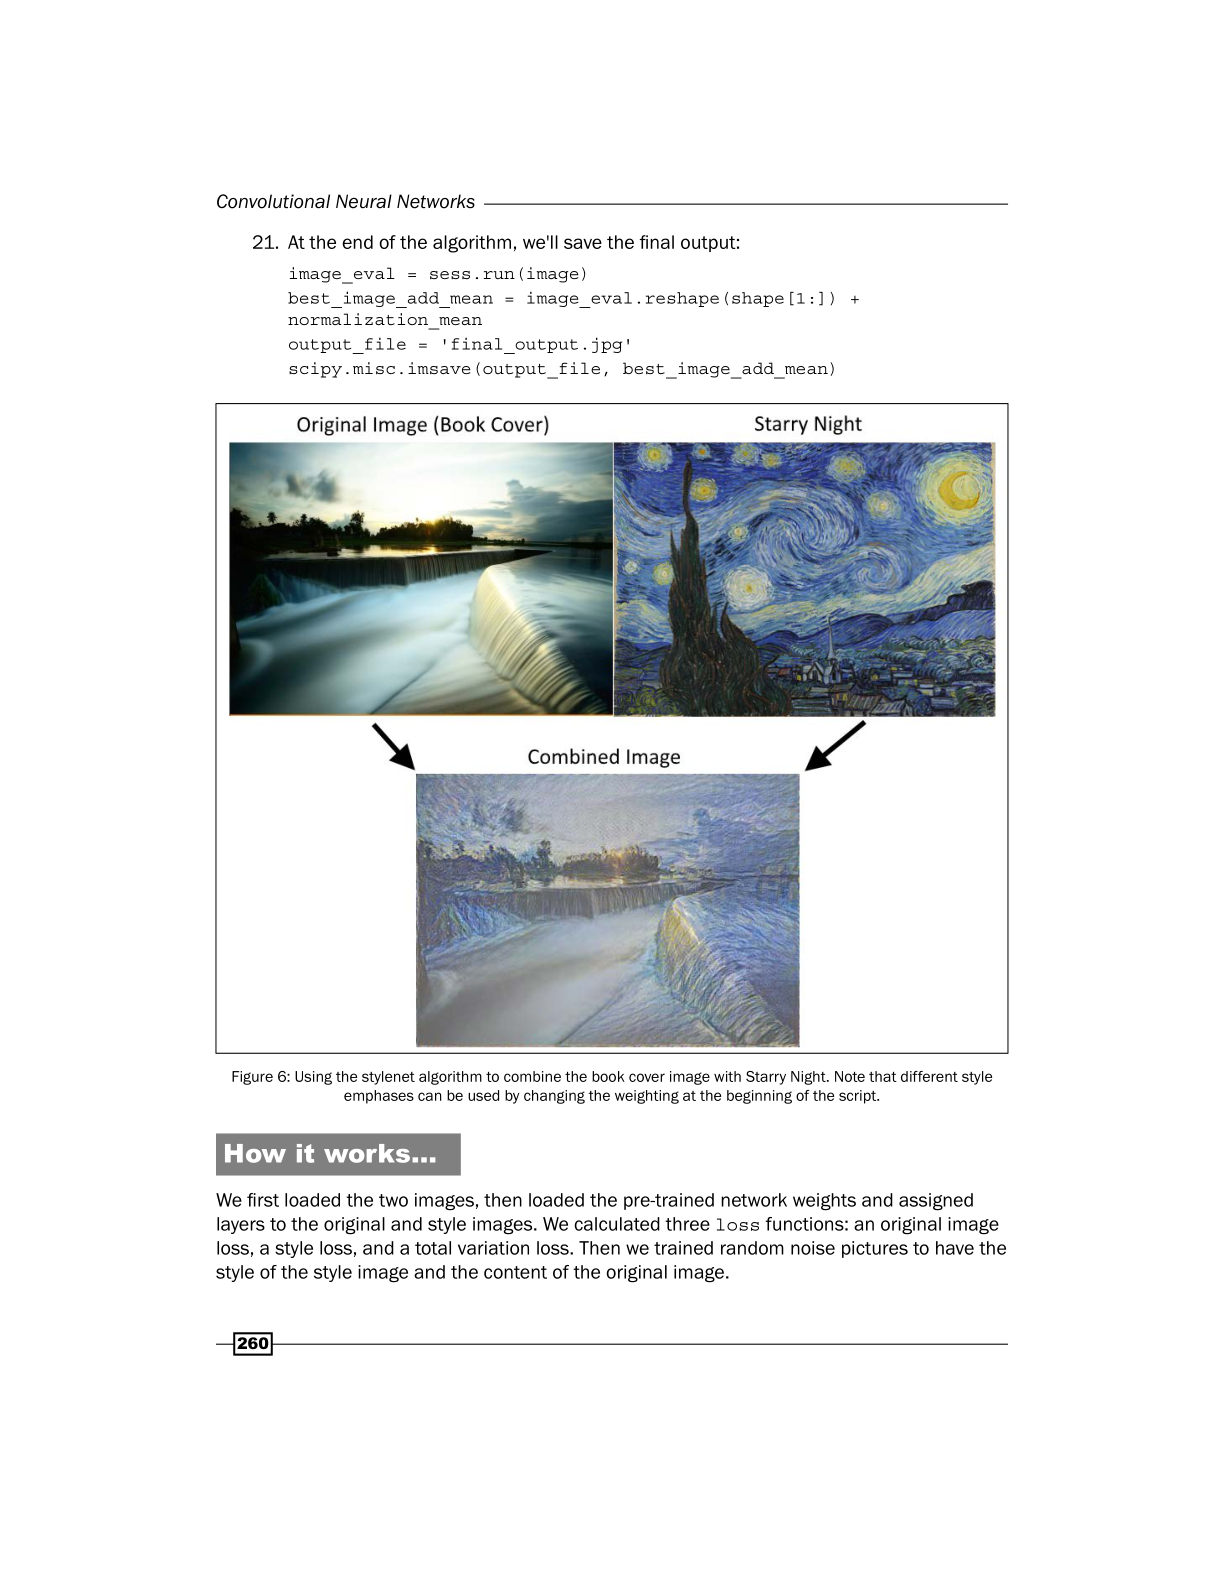 Convolutional Neural Networks
21. At the end of the algorithm, we'll save the final output:
image_eval = sess.run(image)
best_image_add_mean = image_eval.reshape(shape[1:]) +
normalization_mean
output_file = 'final_output.jpg'
scipy.misc.imsave(output_file, best_image_add_mean)
Original Image (Book Cover)
Starry Night
Combined Image
Figure 6: Using the stylenet algorithm to combine the book cover image with Starry Night. Note that different style
emphases can be used by changing the weighting at the beginning of the script.
How it works...
We first loaded the two images, then loaded the pre-trained network weights and assigned
layers to the original and style images. We calculated three loss functions: an original image
loss, a style loss, and a total variation loss. Then we trained random noise pictures to have the
style of the style image and the content of the original image.
260